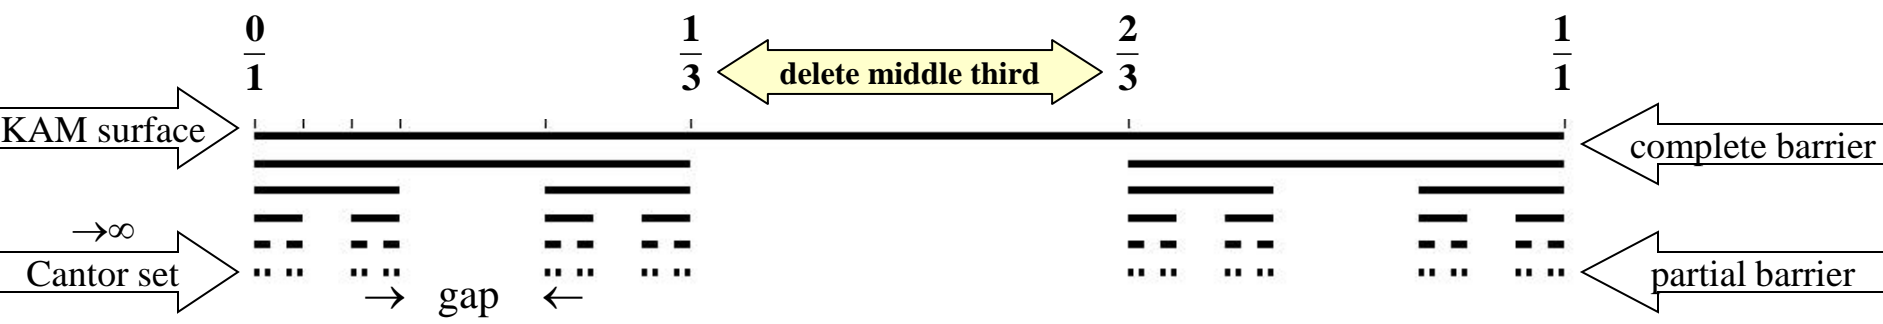 0/1 1/3 2/3 1/1
delete middle third
KAM surface
complete barrier
→∞
Cantor set
partial barrier
→ gap ←